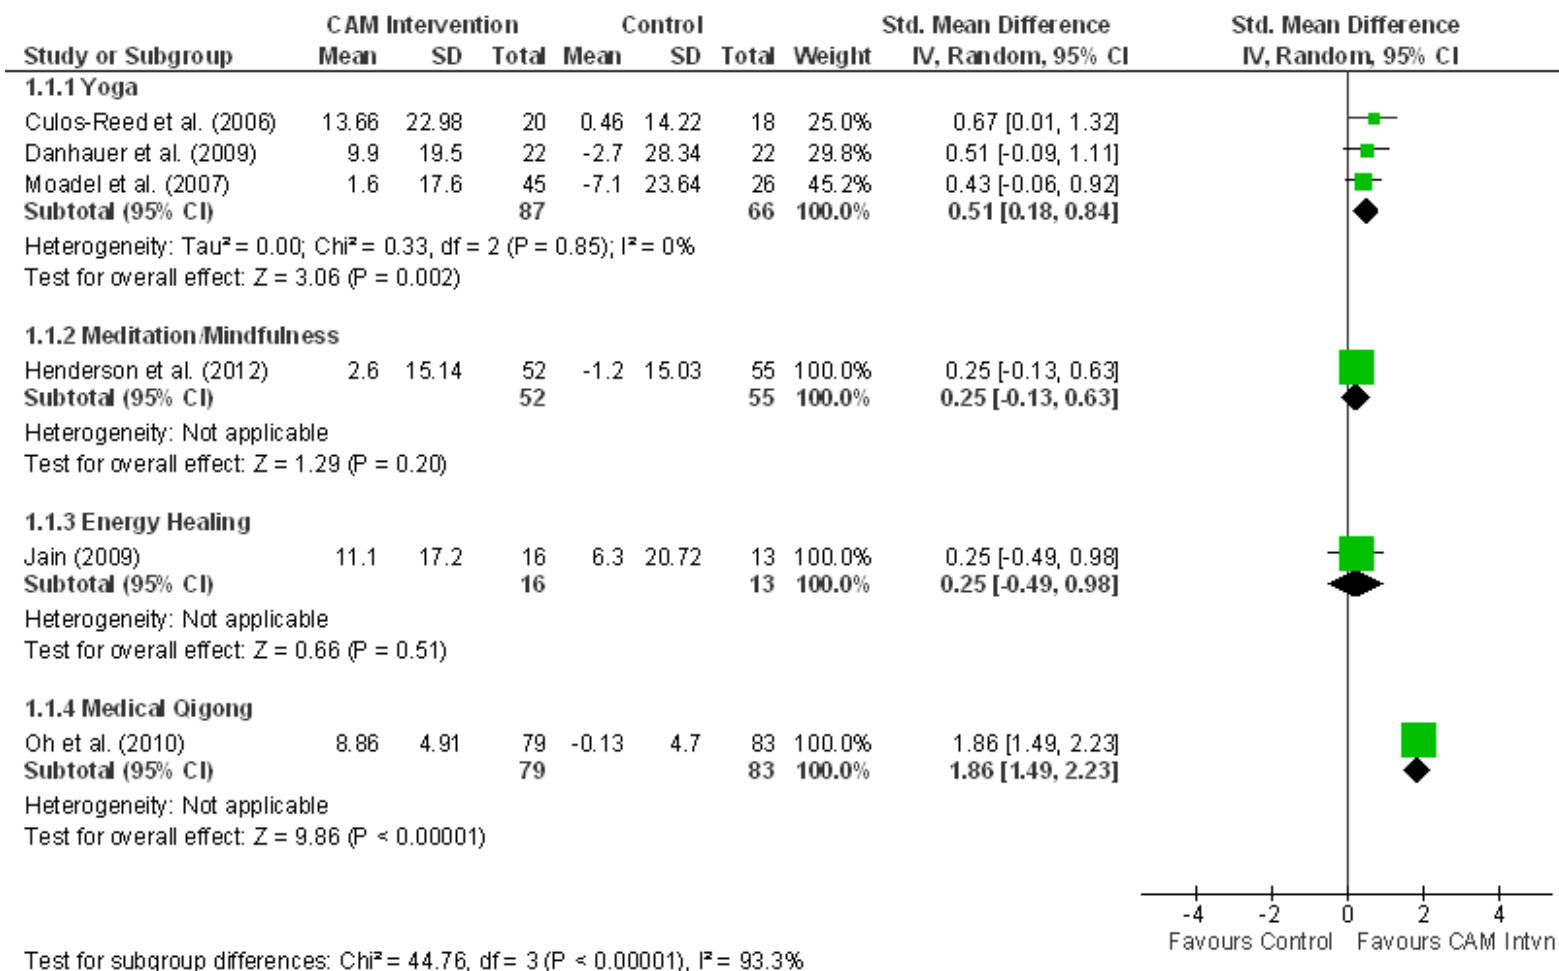 CAM Intervention Control Std. Mean Difference Std. Mean Difference
Study or Subgroup Mean SD Total Mean SD Total Weight IV, Random, 95% CI IV, Random, 95% CI
1.1.1 Yoga
Culos-Reed et al. (2006) 13.66 22.98 20 0.46 14.22 18 25.0% 0.67 [0.01, 1.32]
Danhauer et al. (2009) 9.9 19.5 22 -2.7 28.34 22 29.8% 0.51 [-0.09, 1.11]
Moadel et al. (2007) 1.6 17.6 45 -7.1 23.64 26 45.2% 0.43 [-0.06, 0.92]
Subtotal (95% CI) 87 66 100.0% 0.51 [0.18, 0.84]
Heterogeneity: Tau² = 0.00; Chi² = 0.33, df = 2 (P = 0.85); I² = 0%
Test for overall effect: Z = 3.06 (P = 0.002)
1.1.2 Meditation/Mindfulness
Henderson et al. (2012) 2.6 15.14 52 -1.2 15.03 55 100.0% 0.25 [-0.13, 0.63]
Subtotal (95% CI) 52 55 100.0% 0.25 [-0.13, 0.63]
Heterogeneity: Not applicable
Test for overall effect: Z = 1.29 (P = 0.20)
1.1.3 Energy Healing
Jain (2009) 11.1 17.2 16 6.3 20.72 13 100.0% 0.25 [-0.49, 0.98]
Subtotal (95% CI) 16 13 100.0% 0.25 [-0.49, 0.98]
Heterogeneity: Not applicable
Test for overall effect: Z = 0.66 (P = 0.51)
1.1.4 Medical Qigong
Oh et al. (2010) 8.86 4.91 79 -0.13 4.7 83 100.0% 1.86 [1.49, 2.23]
Subtotal (95% CI) 79 83 100.0% 1.86 [1.49, 2.23]
Heterogeneity: Not applicable
Test for overall effect: Z = 9.86 (P < 0.00001)
-4 -2 0 2 4
Favours Control Favours CAM Intvn
Test for subgroup differences: Chi² = 44.76, df = 3 (P < 0.00001), I² = 93.3%